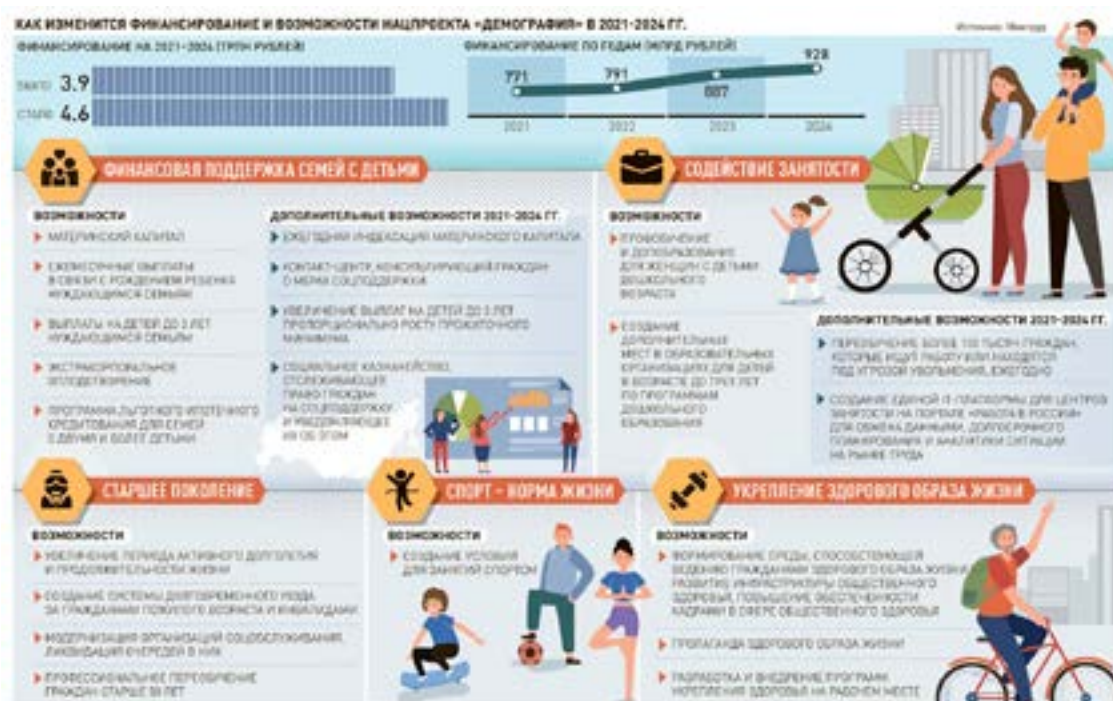 КАК ИЗМЕНИТСЯ ФИНАНСИРОВАНИЕ И ВОЗМОЖНОСТИ НАЦПРОЕКТА «ДЕМОГРАФИЯ» В 2021-2024 ГГ.
Источник: Минтруд
ФИНАНСИРОВАНИЕ НА 2021-2024 (ТРЛН РУБЛЕЙ)
3.9
СТАЛО 4.6
ФИНАНСИРОВАНИЕ ПО ГОДАМ (МЛРД РУБЛЕЙ)
771
791
887
928
2021
2022
2023
2024
ФИНАНСОВАЯ ПОДДЕРЖКА СЕМЕЙ С ДЕТЬМИ
ВОЗМОЖНОСТИ
МАТЕРИНСКИЙ КАПИТАЛ
ЕЖЕМЕСЯЧНЫЕ ВЫПЛАТЫ
В СВЯЗИ С РОЖДЕНИЕМ РЕБЕНКА
НУЖДАЮЩИМСЯ СЕМЬЯМ
ВЫПЛАТЫ НА ДЕТЕЙ ДО 3 ЛЕТ
НУЖДАЮЩИМСЯ СЕМЬЯМ
ЭКСТРАКОРПОРАЛЬНОЕ
ОПЛОДОТВОРЕНИЕ
ПРОГРАММА ЛЬГОТНОГО ИПОТЕЧНОГО
КРЕДИТОВАНИЯ ДЛЯ СЕМЕЙ
С ДВУМЯ И БОЛЕЕ ДЕТЬМИ
ДОПОЛНИТЕЛЬНЫЕ ВОЗМОЖНОСТИ 2021-2024 ГГ.
ЕЖЕГОДНАЯ ИНДЕКСАЦИЯ МАТЕРИНСКОГО КАПИТАЛА
КОНТАКТ-ЦЕНТР, КОНСУЛЬТИРУЮЩИЙ ГРАЖДАН
О МЕРАХ СОЦПОДДЕРЖКИ
УВЕЛИЧЕНИЕ ВЫПЛАТ НА ДЕТЕЙ ДО 3 ЛЕТ
ПРОПОРЦИОНАЛЬНО РОСТУ ПРОЖИТОЧНОГО
МИНИМУМА
СОЦИАЛЬНОЕ КАЗНАЧЕЙСТВО,
ОТСЛЕЖИВАЮЩЕЕ
ПРАВО ГРАЖДАН
НА СОЦПОДДЕРЖКУ
И УВЕДОМЛЯЮЩЕЕ
ИХ ОБ ЭТОМ
СОДЕЙСТВИЕ ЗАНЯТОСТИ
ВОЗМОЖНОСТИ
ПРОФОБУЧЕНИЕ
И ДОПОБРАЗОВАНИЕ
ДЛЯ ЖЕНЩИН С ДЕТЬМИ
ДОШКОЛЬНОГО
ВОЗРАСТА
СОЗДАНИЕ
ДОПОЛНИТЕЛЬНЫХ
МЕСТ В ОБРАЗОВАТЕЛЬНЫХ
ОРГАНИЗАЦИЯХ ДЛЯ ДЕТЕЙ
В ВОЗРАСТЕ ДО ТРЕХ ЛЕТ
ПО ПРОГРАММАМ
ДОШКОЛЬНОГО
ОБРАЗОВАНИЯ
ДОПОЛНИТЕЛЬНЫЕ ВОЗМОЖНОСТИ 2021-2024 ГГ.
ПЕРЕОБУЧЕНИЕ БОЛЕЕ ТЫСЯЧ ГРАЖДАН,
КОТОРЫЕ ИЩУТ РАБОТУ ИЛИ НАХОДЯТСЯ
ПОД УГРОЗОЙ УВОЛЬНЕНИЯ, ЕЖЕГОДНО
СОЗДАНИЕ ЕДИНОЙ IT-ПЛАТФОРМЫ ДЛЯ ЦЕНТРОВ
ЗАНЯТОСТИ НА ПОРТАЛЕ «РАБОТА В РОССИИ»
ДЛЯ ОБМЕНА ДАННЫМИ, ДОЛГОСРОЧНОГО
ПЛАНИРОВАНИЯ И АНАЛИТИКИ СИТУАЦИИ
НА РЫНКЕ ТРУДА
СТАРШЕЕ ПОКОЛЕНИЕ
ВОЗМОЖНОСТИ
УВЕЛИЧЕНИЕ ПЕРИОДА АКТИВНОГО ДОЛГОЛЕТИЯ
И ПРОДОЛЖИТЕЛЬНОСТИ ЖИЗНИ
СОЗДАНИЕ СИСТЕМЫ ДОЛГОВРЕМЕННОГО УХОДА
ЗА ГРАЖДАНАМИ ПОЖИЛОГО ВОЗРАСТА И ИНВАЛИДАМИ
МОДЕРНИЗАЦИЯ ОРГАНИЗАЦИЙ СОЦОБСЛУЖИВАНИЯ,
ЛИКВИДАЦИЯ ОЧЕРЕДЕЙ В НИХ
ПРОФЕССИОНАЛЬНОЕ ПЕРЕОБУЧЕНИЕ
ГРАЖДАН СТАРШЕ 50 ЛЕТ
СПОРТ – НОРМА ЖИЗНИ
ВОЗМОЖНОСТИ
СОЗДАНИЕ УСЛОВИЙ
ДЛЯ ЗАНЯТИЙ СПОРТОМ
УКРЕПЛЕНИЕ ЗДОРОВОГО ОБРАЗА ЖИЗНИ
ВОЗМОЖНОСТИ
ФОРМИРОВАНИЕ СРЕДЫ, СПОСОБСТВУЮЩЕЙ
ВЕДЕНИЮ ГРАЖДАНАМИ ЗДОРОВОГО ОБРАЗА ЖИЗНИ,
РАЗВИТИЕ ИНФРАСТРУКТУРЫ ОБЩЕСТВЕННОГО
ЗДОРОВЬЯ, ПОВЫШЕНИЕ ОБЕСПЕЧЕННОСТИ
КАДРАМИ В СФЕРЕ ОБЩЕСТВЕННОГО ЗДОРОВЬЯ
ПРОПАГАНДА ЗДОРОВОГО ОБРАЗА ЖИЗНИ
РАЗРАБОТКА И ВНЕДРЕНИЕ ПРОГРАММ
УКРЕПЛЕНИЯ ЗДОРОВЬЯ НА РАБОЧЕМ МЕСТЕ